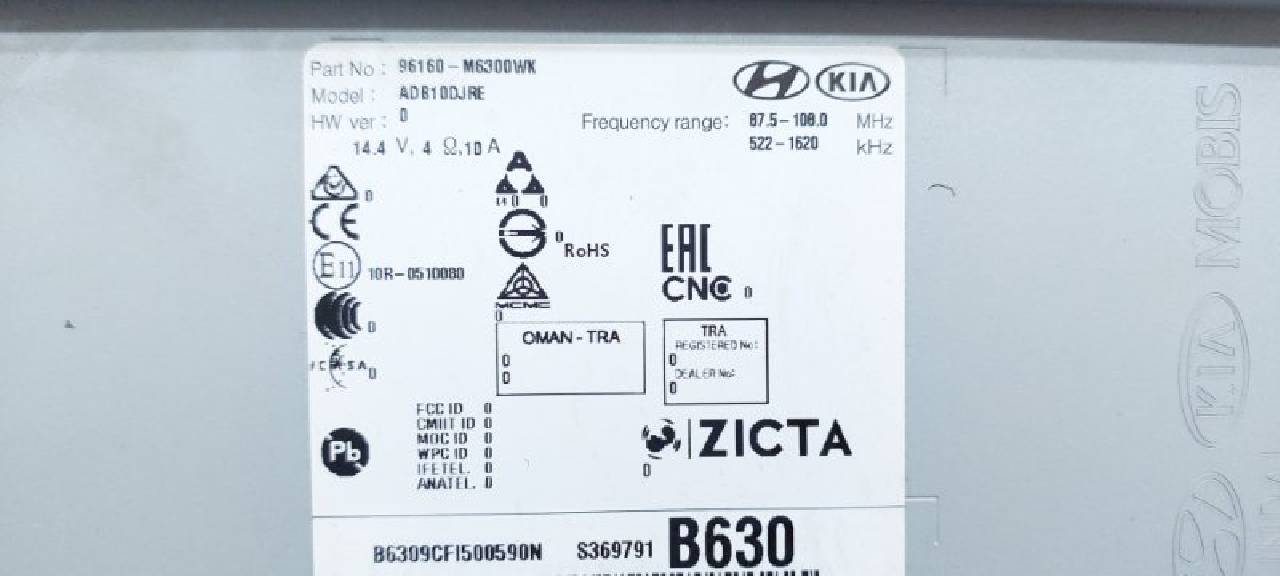 Part No : 96160-M6300WK
Model : ADB10DJRE
HW ver : 0
14.4 V, 4 Ω,10 A
KIA
Frequency range: 87.5-108.0 MHz
522-1620 kHz
0
CE
E11 10R-0510080
0
ICASA 0
Pb
A
14 0 0
0
RoHS
MCMC
0
EAC
CNC 0
OMAN-TRA
0
0
TRA
REGISTERED No:
0
DEALER No:
0
FCC ID 0
CMIIT ID 0
MOC ID 0
WPC ID 0
IFETEL. 0
ANATEL. 0
ZICTA
0
B6309CFI500590N S369791 B630
MOBIS
KIA